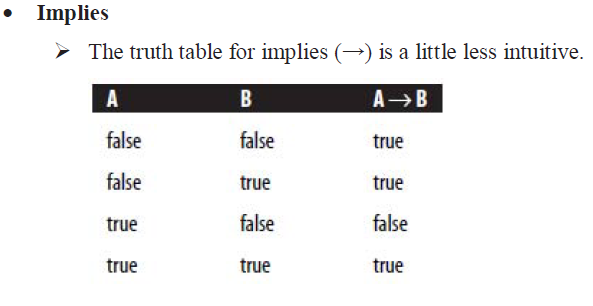 • Implies
➢ The truth table for implies (→) is a little less intuitive.
A B A→B
false false true
false true true
true false false
true true true